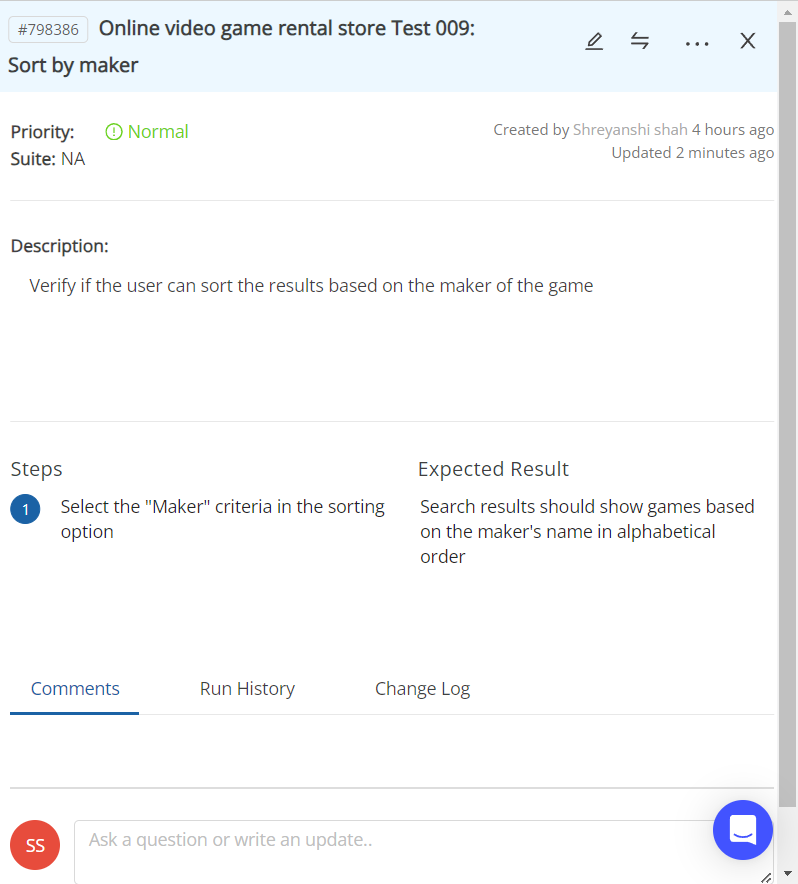 #798386 Online video game rental store Test 009:
Sort by maker
Priority: Normal
Suite: NA
Created by Shreyanshi shah 4 hours ago
Updated 2 minutes ago
Description:
Verify if the user can sort the results based on the maker of the game
Steps
1 Select the "Maker" criteria in the sorting
option
Expected Result
Search results should show games based
on the maker's name in alphabetical
order
Comments Run History Change Log
SS Ask a question or write an update..